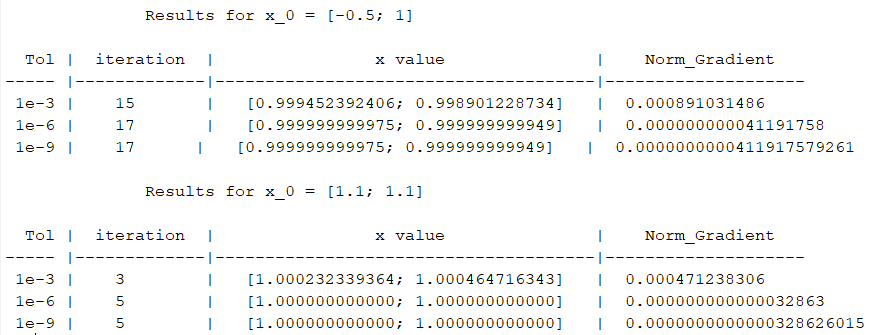 Results for x_0 = [-0.5; 1]
Tol | iteration | x value | Norm_Gradient
----- |-------------|--------------------------------------|--------------------
1e-3 | 15 | [0.999452392406; 0.998901228734] | 0.000891031486
1e-6 | 17 | [0.999999999975; 0.999999999949] | 0.000000000041191758
1e-9 | 17 | [0.999999999975; 0.999999999949] | 0.0000000000411917579261
Results for x_0 = [1.1; 1.1]
Tol | iteration | x value | Norm_Gradient
----- |-------------|--------------------------------------|--------------------
1e-3 | 3 | [1.000232339364; 1.000464716343] | 0.000471238306
1e-6 | 5 | [1.000000000000; 1.000000000000] | 0.000000000000032863
1e-9 | 5 | [1.000000000000; 1.000000000000] | 0.0000000000000328626015